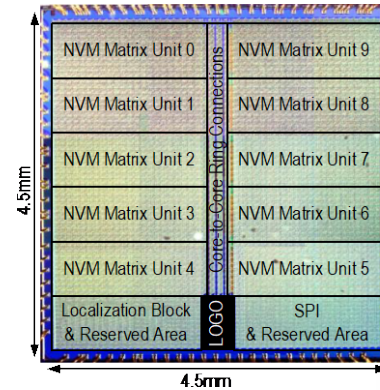 NVM Matrix Unit 0
NVM Matrix Unit 9
NVM Matrix Unit 1
NVM Matrix Unit 8
NVM Matrix Unit 2
NVM Matrix Unit 7
NVM Matrix Unit 3
NVM Matrix Unit 6
NVM Matrix Unit 4
NVM Matrix Unit 5
Core-to-Core Ring Connections
Localization Block
& Reserved Area
LOGO
SPI
& Reserved Area
4.5mm
4.5mm